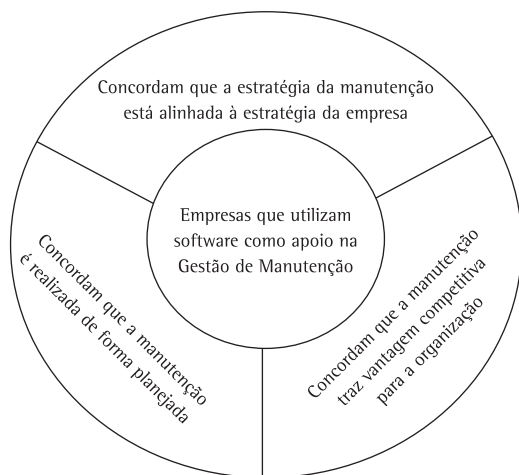 Concordam que a estratégia da manutenção
está alinhada à estratégia da empresa
Empresas que utilizam
software como apoio na
Gestão de Manutenção
Concordam que a manutenção
é realizada de forma planejada
Concordam que a manutenção
traz vantagem competitiva
para a organização